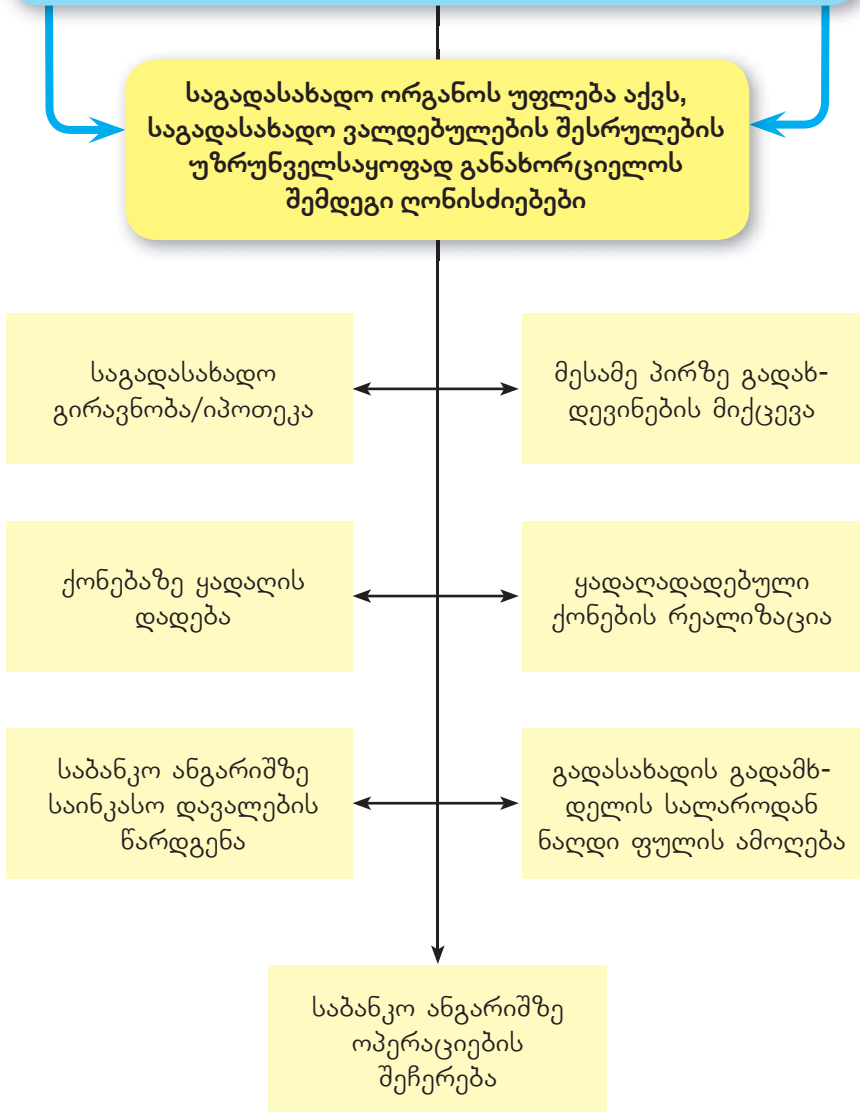 საგადასახადო ორგანოს უფლება აქვს,
საგადასახადო ვალდებულების შესრულების
უზრუნველსაყოფად განახორციელოს
შემდეგი ღონისძიებები
საგადასახადო
გირავნობა/იპოთეკა
მესამე პირზე გადახ-
დევინების მიქცევა
ქონებაზე ყადაღის
დადება
ყადაღადადებული
ქონების რეალიზაცია
საბანკო ანგარიშზე
საინკასო დავალების
წარდგენა
გადასახადის გადამხ-
დელის სალაროდან
ნაღდი ფულის ამოღება
საბანკო ანგარიშზე
ოპერაციების
შეჩერება